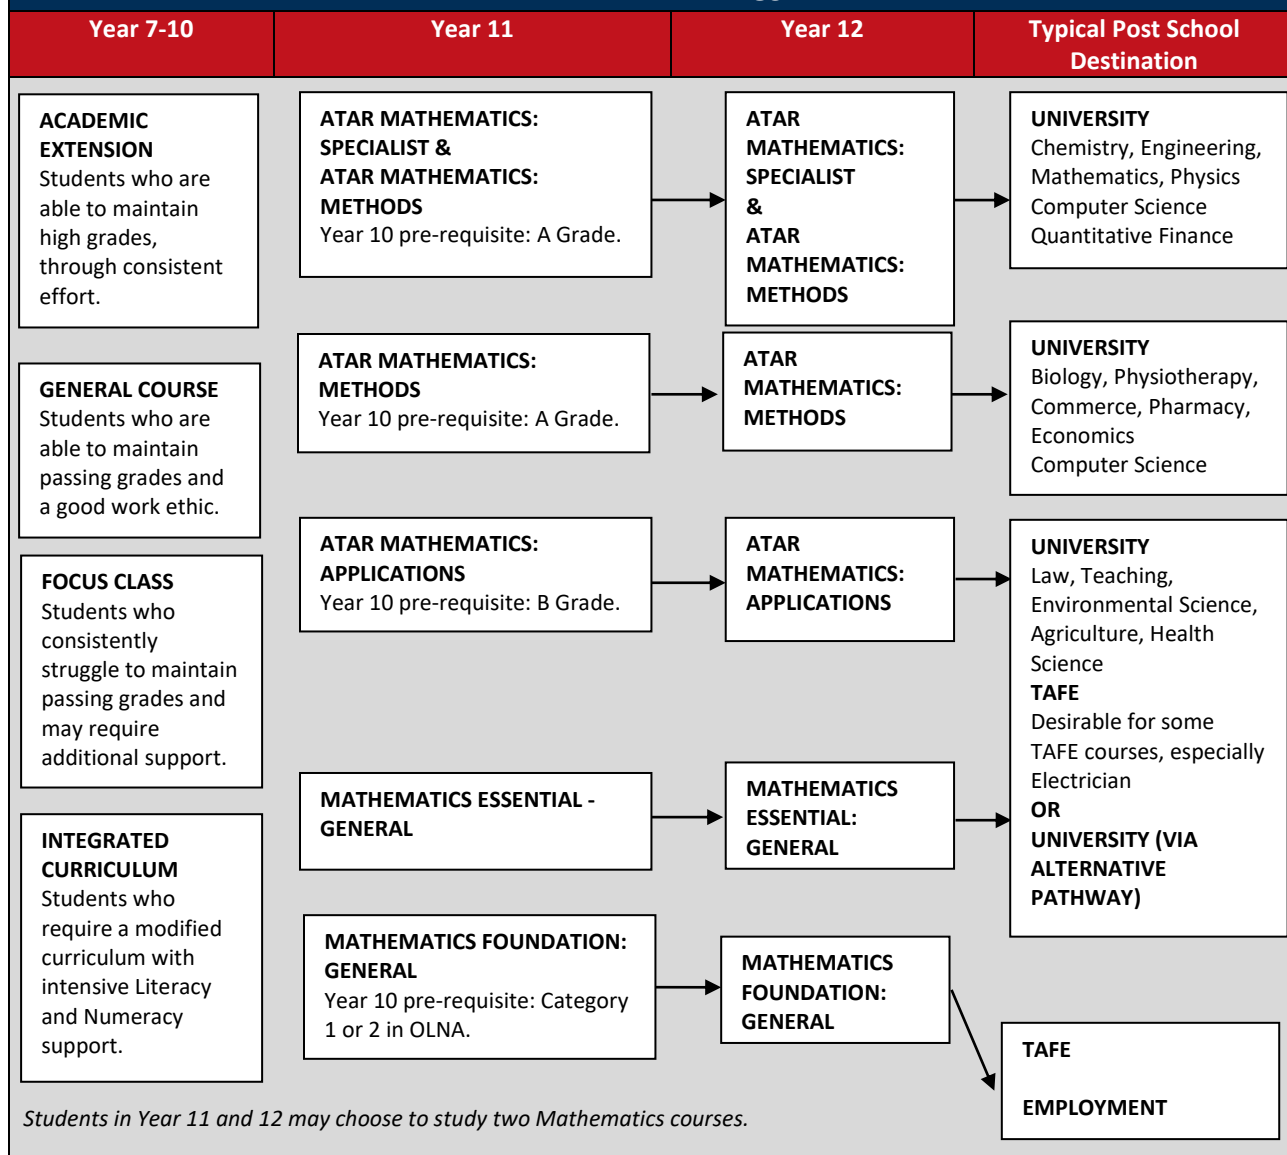 Year 7-10
Year 11
Year 12
Typical Post School
Destination
ACADEMIC
EXTENSION
Students who are
able to maintain
high grades,
through consistent
effort.
GENERAL COURSE
Students who are
able to maintain
passing grades and
a good work ethic.
FOCUS CLASS
Students who
consistently
struggle to maintain
passing grades and
may require
additional support.
INTEGRATED
CURRICULUM
Students who
require a modified
curriculum with
intensive Literacy
and Numeracy
support.
ATAR MATHEMATICS:
SPECIALIST &
ATAR MATHEMATICS:
METHODS
Year 10 pre-requisite: A Grade.
ATAR MATHEMATICS:
METHODS
Year 10 pre-requisite: A Grade.
ATAR MATHEMATICS:
APPLICATIONS
Year 10 pre-requisite: B Grade.
MATHEMATICS ESSENTIAL -
GENERAL
MATHEMATICS FOUNDATION:
GENERAL
Year 10 pre-requisite: Category
1 or 2 in OLNA.
ATAR
MATHEMATICS:
SPECIALIST
&
ATAR
MATHEMATICS:
METHODS
ATAR
MATHEMATICS:
METHODS
ATAR
MATHEMATICS:
APPLICATIONS
MATHEMATICS
ESSENTIAL:
GENERAL
MATHEMATICS
FOUNDATION:
GENERAL
UNIVERSITY
Chemistry, Engineering,
Mathematics, Physics
Computer Science
Quantitative Finance
UNIVERSITY
Biology, Physiotherapy,
Commerce, Pharmacy,
Economics
Computer Science
UNIVERSITY
Law, Teaching,
Environmental Science,
Agriculture, Health
Science
TAFE
Desirable for some
TAFE courses, especially
Electrician
OR
UNIVERSITY (VIA
ALTERNATIVE
PATHWAY)
TAFE
EMPLOYMENT
Students in Year 11 and 12 may choose to study two Mathematics courses.